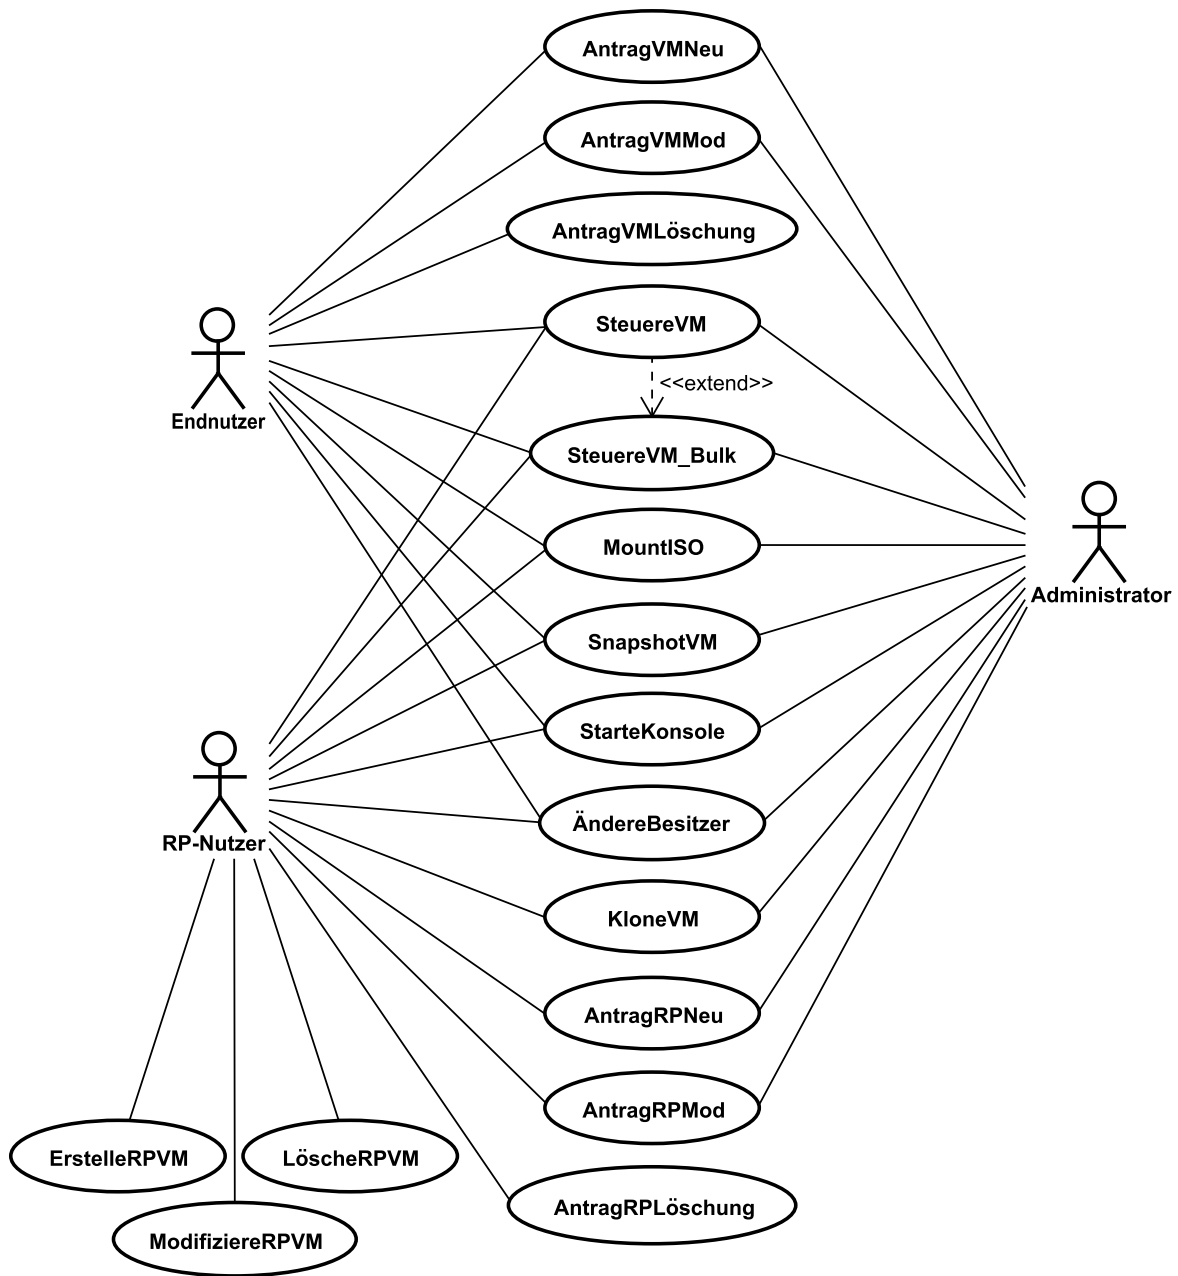 AntragVMNeu
AntragVMMod
AntragVMLöschung
SteuereVM
<<extend>>
Endnutzer
SteuereVM_Bulk
MountISO
Administrator
SnapshotVM
StarteKonsole
ÄndereBesitzer
RP-Nutzer
KloneVM
AntragRPNeu
AntragRPMod
ErstelleRPVM
LöscheRPVM
AntragRPLöschung
ModifiziereRPVM